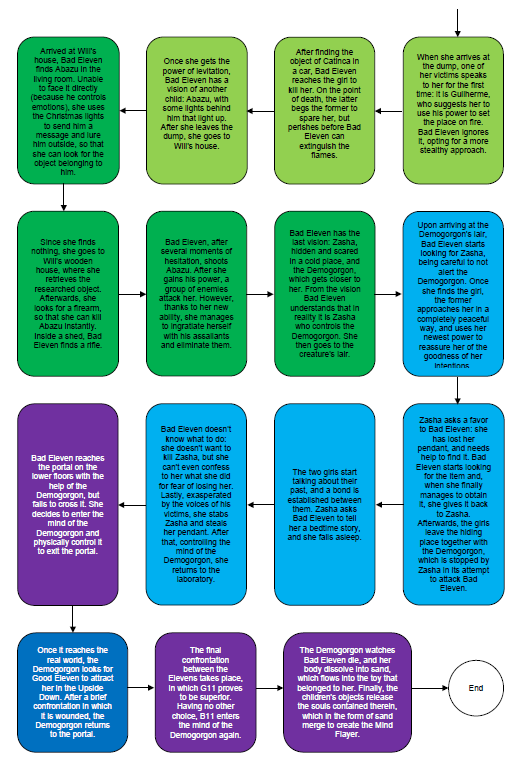 When she arrives at
the dump, one of
her victims speaks
to her for the first
time: it is Guilherme,
who suggests her to
use his power to set
the place on fire.
Bad Eleven ignores
it, opting for a more
stealthy approach.
After finding
the object of Catinca
in a car, Bad Eleven
reaches the girl to
kill her. On the point
of death, the latter
begs the former to
spare her, but
perishes before Bad
Eleven can
extinguish the
flames.
Once she gets the
power of levitation,
Bad Eleven has a
vision of another
child: Abazu, with
some lights behind
him that light up.
After she leaves the
dump, she goes to
Will's house.
Arrived at Will's
house, Bad Eleven
finds Abazu in the
living room. Unable
to face it directly
(because he controls
emotions), she uses
the Christmas lights
to send him a
message and lure
him outside, so that
she can look for the
object belonging to
him.
Since she finds
nothing, she goes to
Will's wooden
house, where she
retrieves the
researched object.
Afterwards, she
looks for a firearm,
so that she can kill
Abazu instantly.
Inside a shed, Bad
Eleven finds a rifle.
Bad Eleven, after
several moments of
hesitation, shoots
Abazu. After she
gains his power, a
group of enemies
attack her. However,
thanks to her new
ability, she manages
to ingratiate herself
with his assailants
and eliminate them.
Bad Eleven has the
last vision: Zasha,
hidden and scared
in a cold place, and
the Demogorgon,
which gets closer to
her. From the vision
Bad Eleven
understands that in
reality it is Zasha
who controls the
Demogorgon. She
then goes to the
creature's lair.
Upon arriving at the
Demogorgon's lair,
Bad Eleven starts
looking for Zasha,
being careful to not
alert the
Demogorgon. Once
she finds the girl,
the former
approaches her in a
completely peaceful
way, and uses her
newest power to
reassure her of the
goodness of her
intentions.
Zasha asks a favor
to Bad Eleven: she
has lost her
pendant, and needs
help to find it. Bad
Eleven starts looking
for the item and,
when she finally
manages to obtain
it, she gives it back
to Zasha.
Afterwards, the girls
leave the hiding
place together with
the Demogorgon,
which is stopped by
Zasha in its attempt
to attack Bad
Eleven.
The two girls start
talking about their
past, and a bond is
established between
them. Zasha asks
Bad Eleven to tell
her a bedtime story,
and she falls asleep.
Bad Eleven doesn't
know what to do:
she doesn't want to
kill Zasha, but she
can't even confess
to her what she did
for fear of losing her.
Lastly, exasperated
by the voices of his
victims, she stabs
Zasha and steals
her pendant. After
that, controlling the
mind of the
Demogorgon, she
returns to the
laboratory.
Bad Eleven reaches
the portal on the
lower floors with
the help of the
Demogorgon, but
fails to cross it. She
decides to enter the
mind of the
Demogorgon and
physically control it
to exit the portal.
Once it reaches the
real world, the
Demogorgon looks for
Good Eleven to attract
her in the Upside
Down. After a brief
confrontation in which
it is wounded, the
Demogorgon returns
to the portal.
The final
confrontation
between the
Elevens takes place,
in which G11 proves
to be superior.
Having no other
choice, B11 enters
the mind of the
Demogorgon again.
The Demogorgon watches
Bad Eleven die, and her
body dissolve into sand,
which flows into the toy that
belonged to her. Finally, the
children's objects release
the souls contained therein,
which in the form of sand
merge to create the Mind
Flayer.
End